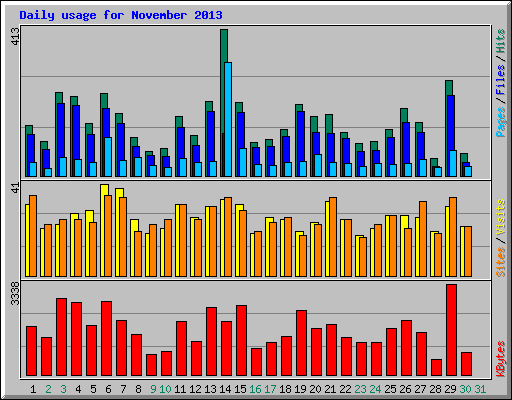 Daily usage for November 2013
413
Pages / Files / Hits
41
Sites / Visits
3338
KBytes
1 2 3 4 5 6 7 8 9 10 11 12 13 14 15 16 17 18 19 20 21 22 23 24 25 26 27 28 29 30 31